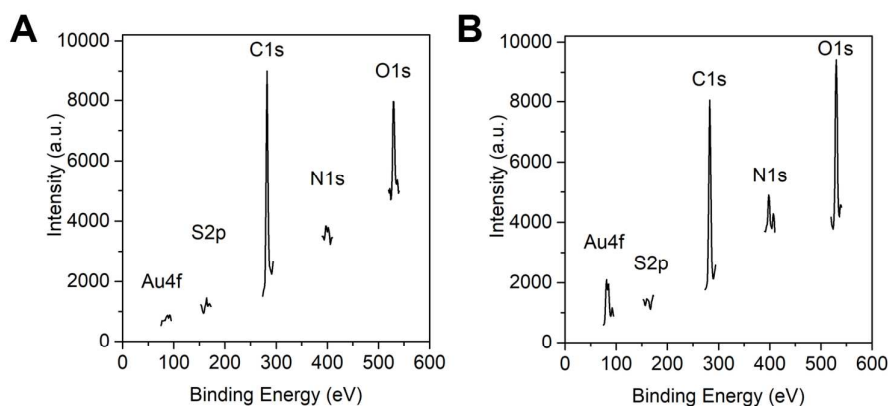 A
Intensity (a.u.)
10000
8000
6000
4000
2000
0
C1s
O1s
N1s
S2p
Au4f
0 100 200 300 400 500 600
Binding Energy (eV)
B
Intensity (a.u.)
10000
8000
6000
4000
2000
0
O1s
C1s
N1s
Au4f
S2p
0 100 200 300 400 500 600
Binding Energy (eV)